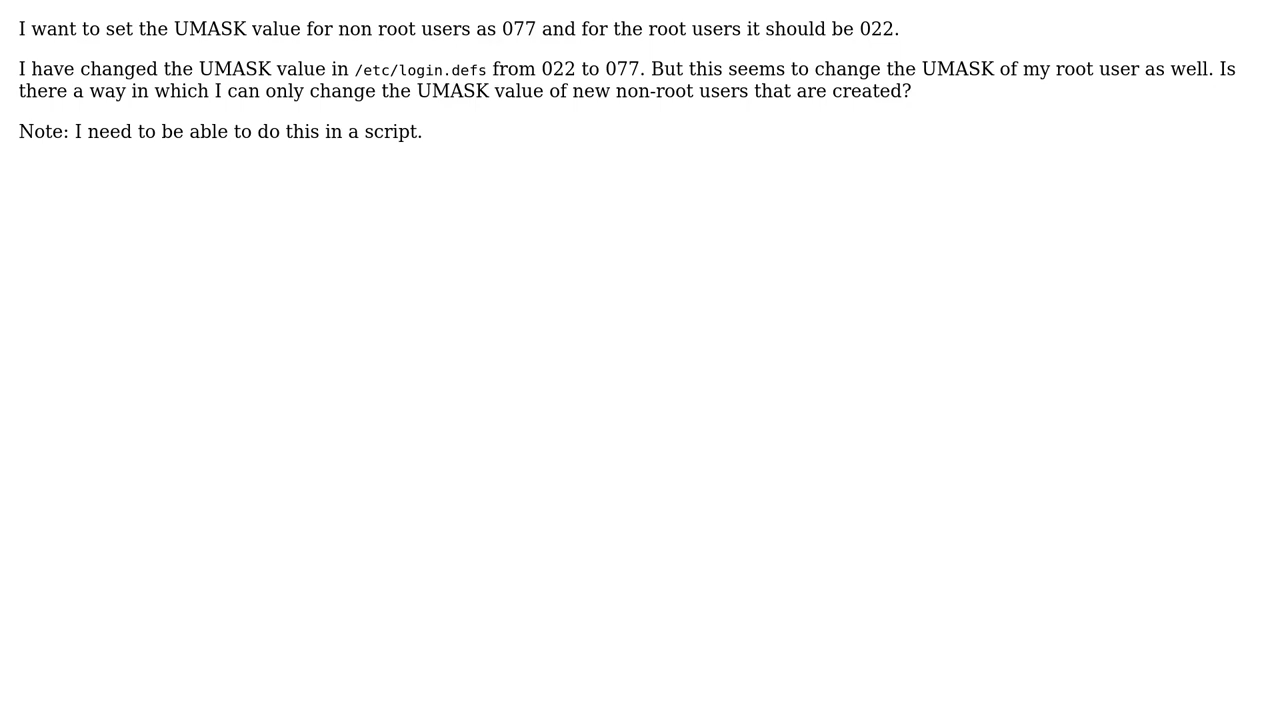 I want to set the UMASK value for non root users as 077 and for the root users it should be 022.
I have changed the UMASK value in /etc/login.defs from 022 to 077. But this seems to change the UMASK of my root user as well. Is
there a way in which I can only change the UMASK value of new non-root users that are created?
Note: I need to be able to do this in a script.